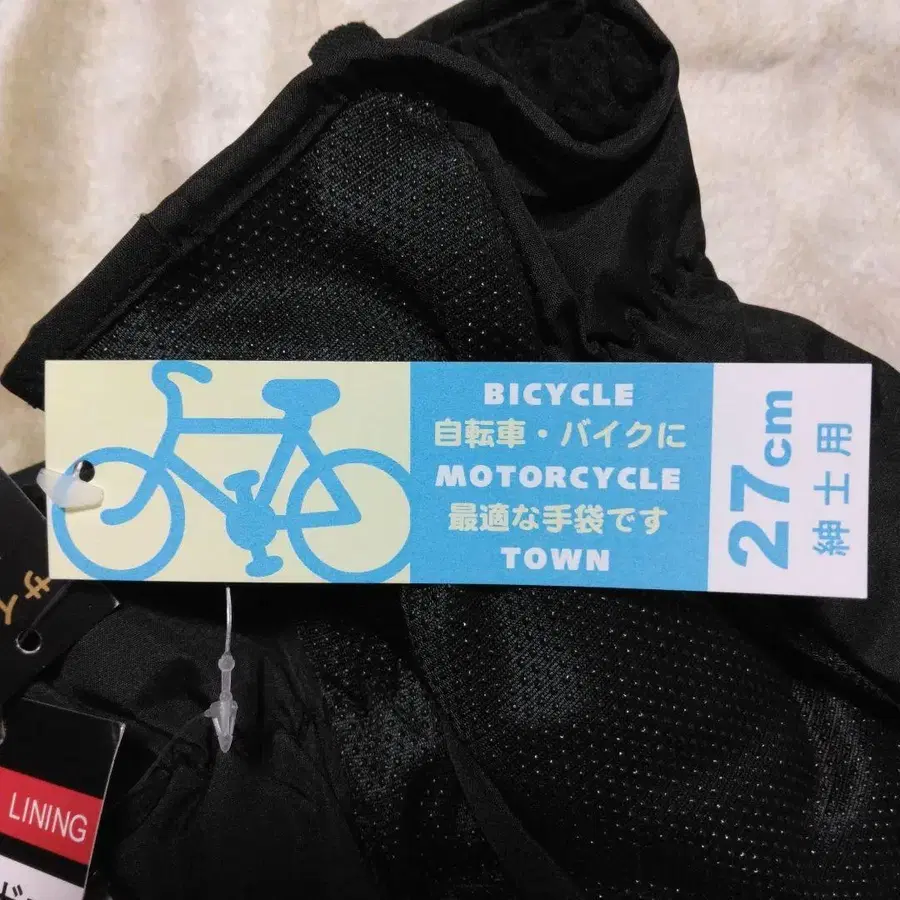 BICYCLE
自転車・バイクに
MOTORCYCLE
最適な手袋です
TOWN
27cm
紳士用
LINING